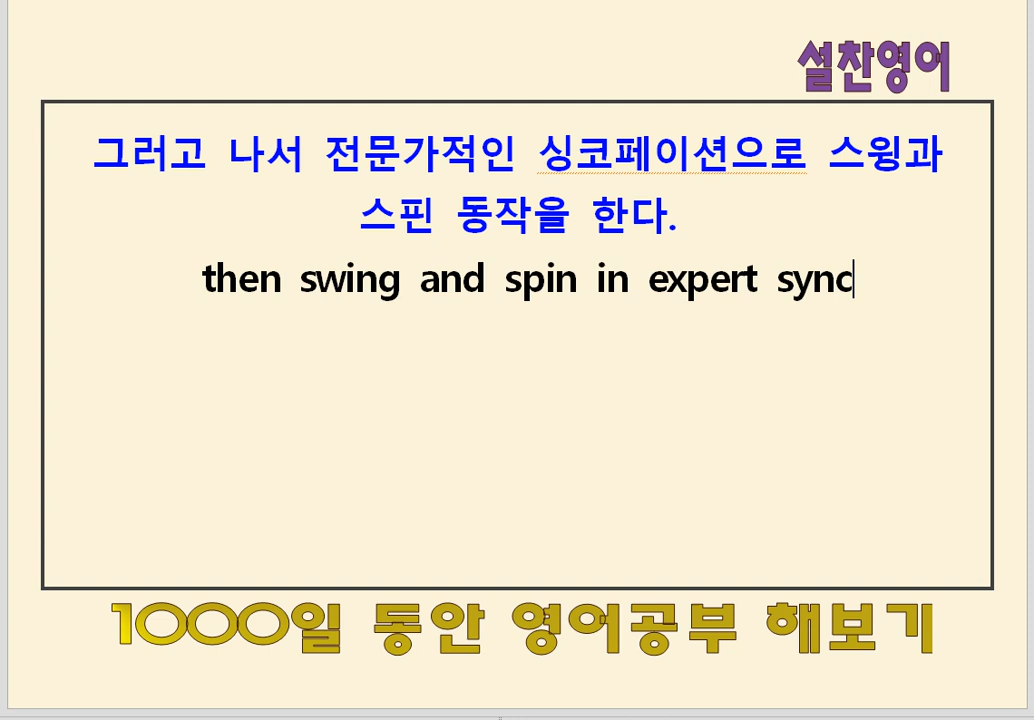 설찬영어
그러고 나서 전문가적인 싱코페이션으로 스윙과
스핀 동작을 한다.
then swing and spin in expert sync
1000일 동안 영어공부 해보기